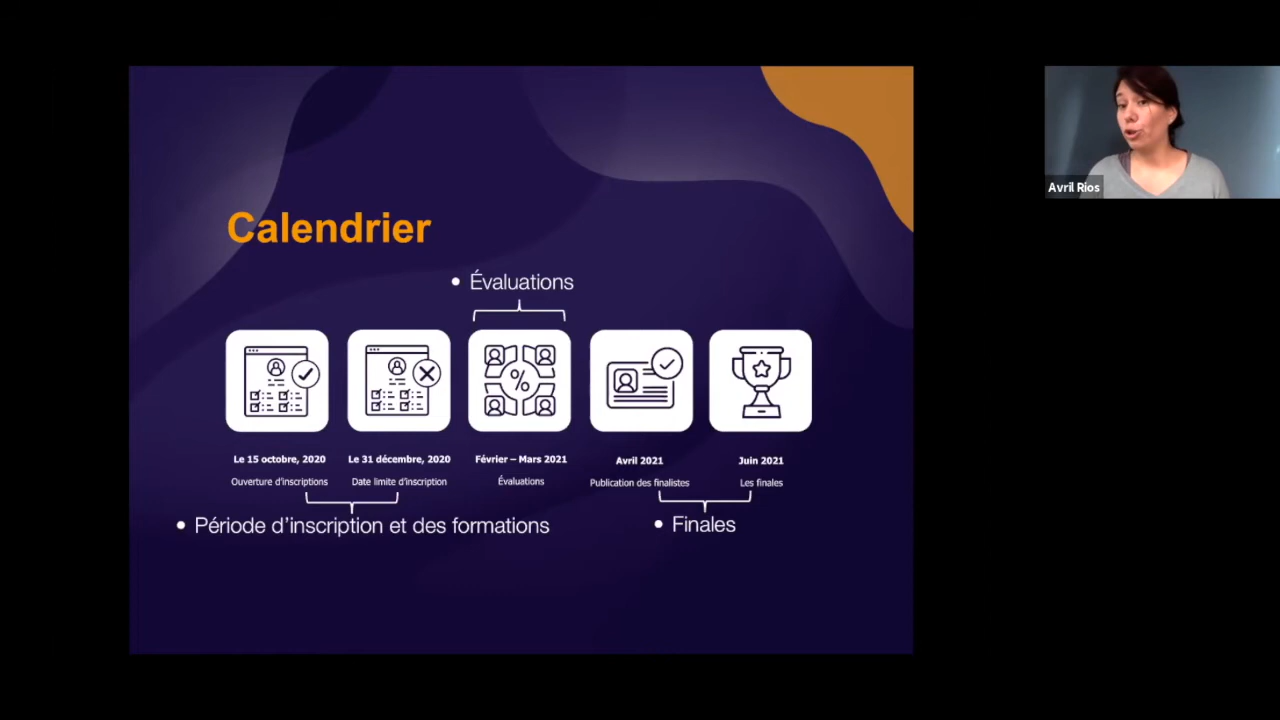 Avril Rios
Calendrier
• Évaluations
%
Le 15 octobre, 2020
Ouverture d'inscriptions
Le 31 décembre, 2020
Date limite d'inscription
Février – Mars 2021
Évaluations
Avril 2021
Publication des finalistes
Juin 2021
Les finales
• Période d'inscription et des formations
• Finales